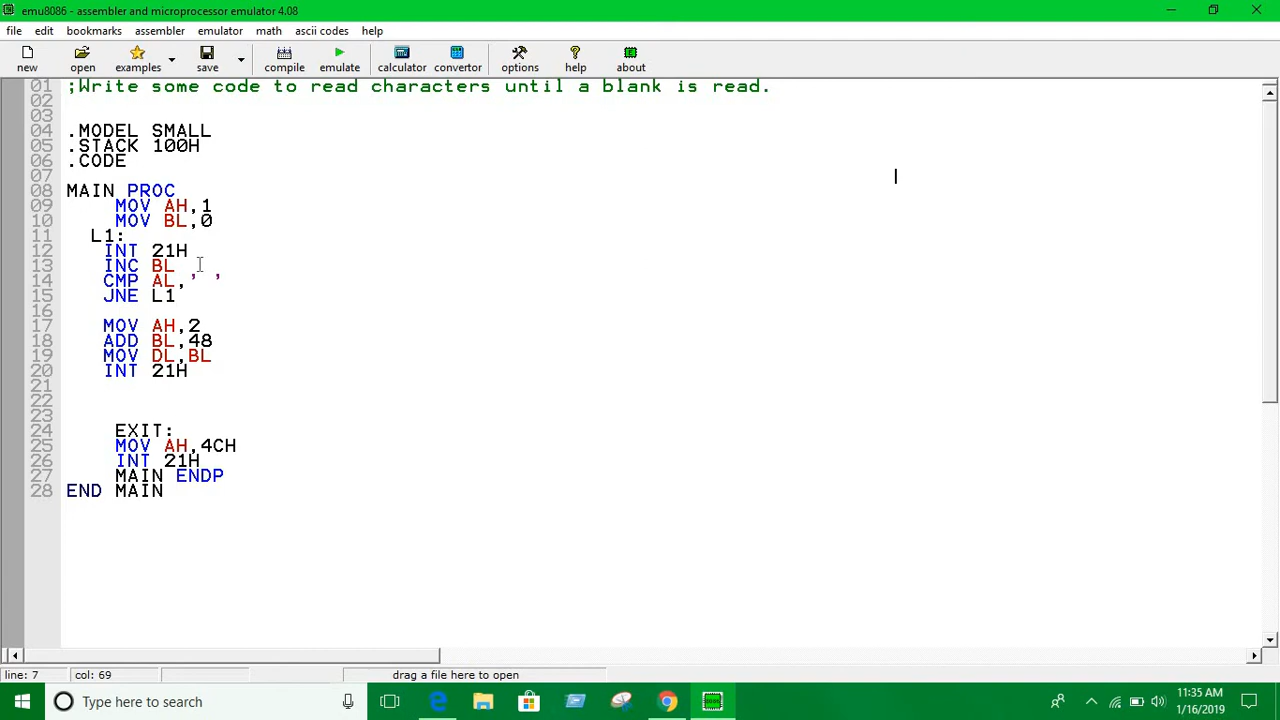 emu8086 - assembler and microprocessor emulator 4.08
file edit bookmarks assembler emulator math ascii codes help
new open examples save compile emulate calculator convertor options help about
01 ;Write some code to read characters until a blank is read.
02
03
04 .MODEL SMALL
05 .STACK 100H
06 .CODE
07
08 MAIN PROC
09 MOV AH,1
10 MOV BL,0
11 L1:
12 INT 21H
13 INC BL
14 CMP AL,' '
15 JNE L1
16
17 MOV AH,2
18 ADD BL,48
19 MOV DL,BL
20 INT 21H
21
22
23
24 EXIT:
25 MOV AH,4CH
26 INT 21H
27 MAIN ENDP
28 END MAIN
line: 7 col: 69 drag a file here to open
Type here to search
11:35 AM
1/16/2019